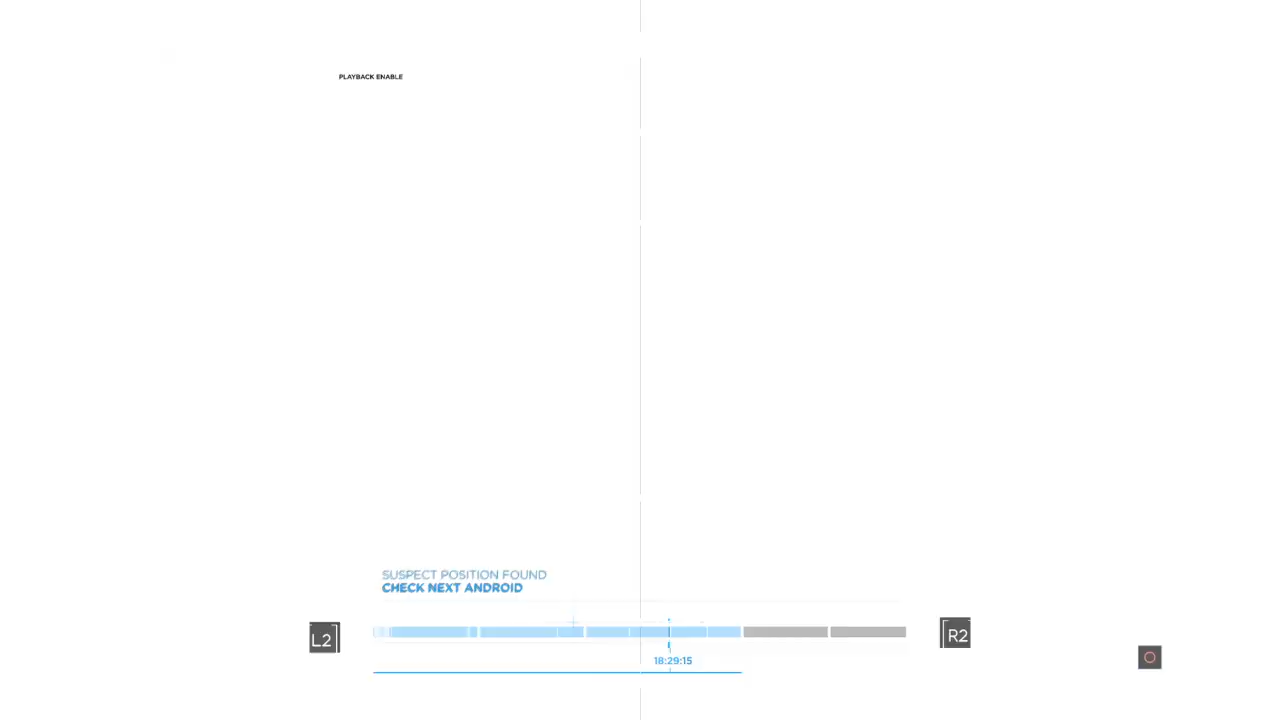 PLAYBACK ENABLE
SUSPECT POSITION FOUND
CHECK NEXT ANDROID
L2
R2
18:29:15